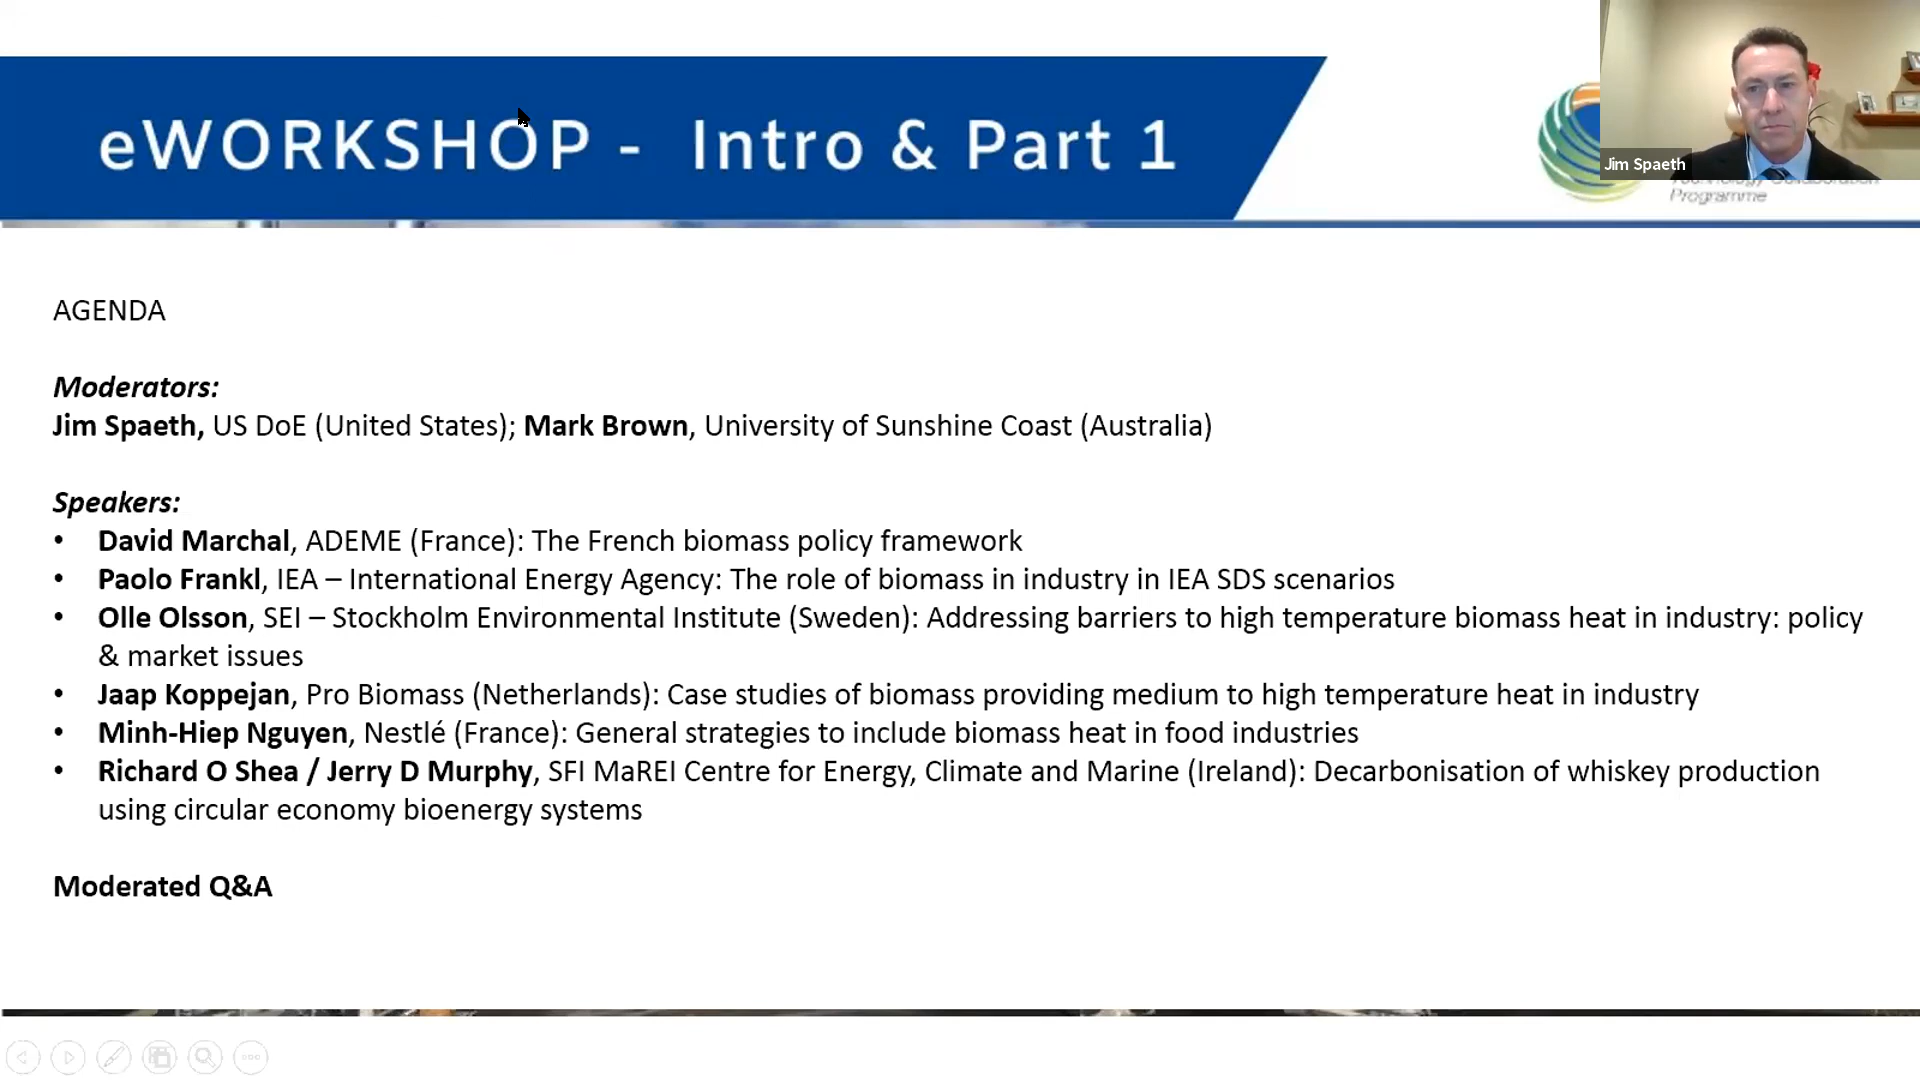 eWORKSHOP - Intro & Part 1
Jim Spaeth
Programme
AGENDA
Moderators:
Jim Spaeth, US DoE (United States); Mark Brown, University of Sunshine Coast (Australia)
Speakers:
• David Marchal, ADEME (France): The French biomass policy framework
• Paolo Frankl, IEA – International Energy Agency: The role of biomass in industry in IEA SDS scenarios
• Olle Olsson, SEI – Stockholm Environmental Institute (Sweden): Addressing barriers to high temperature biomass heat in industry: policy
& market issues
• Jaap Koppejan, Pro Biomass (Netherlands): Case studies of biomass providing medium to high temperature heat in industry
• Minh-Hiep Nguyen, Nestlé (France): General strategies to include biomass heat in food industries
• Richard O Shea / Jerry D Murphy, SFI MaREI Centre for Energy, Climate and Marine (Ireland): Decarbonisation of whiskey production
using circular economy bioenergy systems
Moderated Q&A